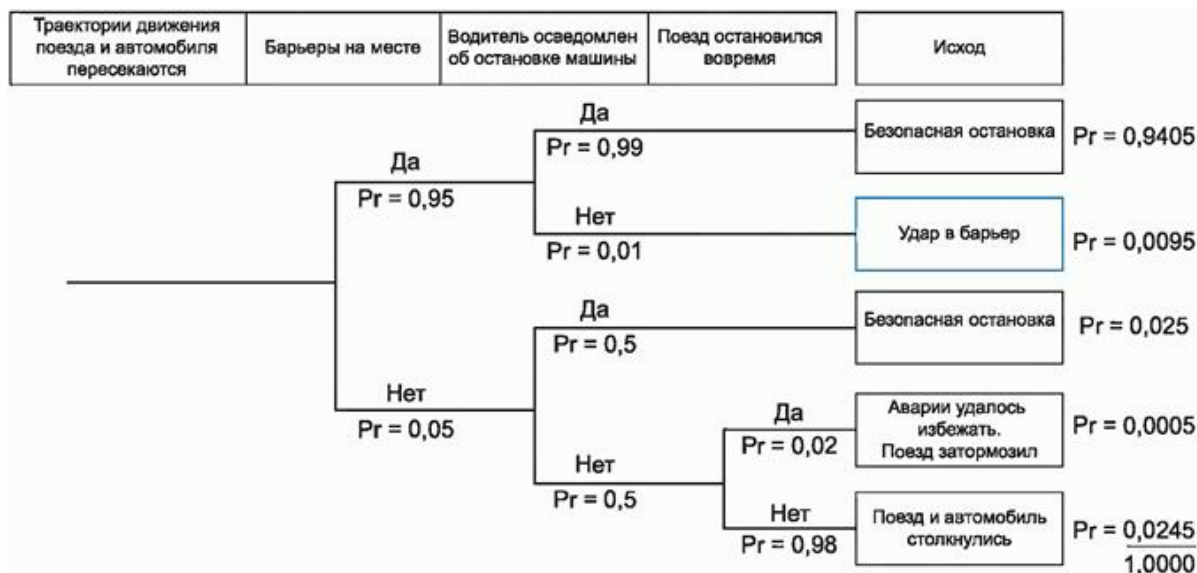 Траектории движения
поезда и автомобиля
пересекаются
Барьеры на месте
Водитель осведомлен
об остановке машины
Поезд остановился
вовремя
Исход
Да
Pr = 0,95
Да
Pr = 0,99
Безопасная остановка
Pr = 0,9405
Нет
Pr = 0,01
Удар в барьер
Pr = 0,0095
Нет
Pr = 0,05
Да
Pr = 0,5
Безопасная остановка
Pr = 0,025
Нет
Pr = 0,5
Да
Pr = 0,02
Аварии удалось
избежать.
Поезд затормозил
Pr = 0,0005
Нет
Pr = 0,98
Поезд и автомобиль
столкнулись
Pr = 0,0245
1,0000